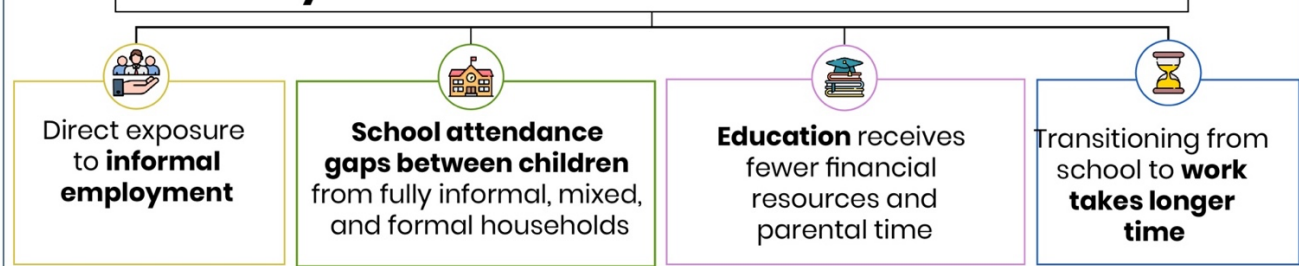 Direct exposure
to informal
employment
School attendance
gaps between children
from fully informal, mixed,
and formal households
Education receives
fewer financial
resources and
parental time
Transitioning from
school to work
takes longer
time